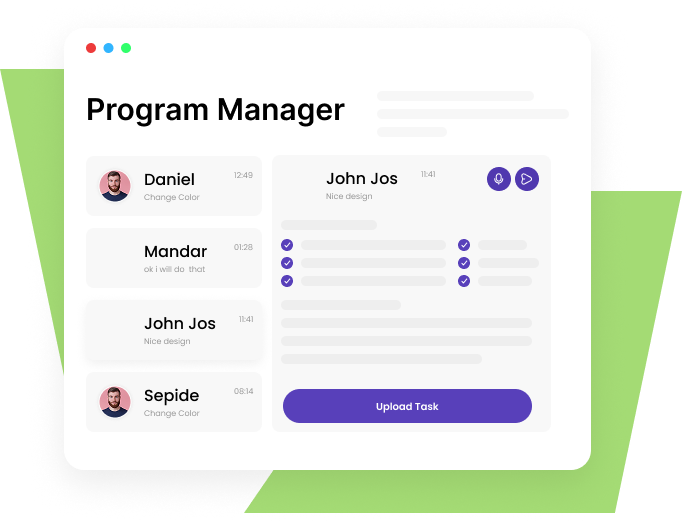 Program Manager
Daniel 12:49
Change Color
Mandar 01:28
ok i will do that
John Jos 11:41
Nice design
Sepide 08:14
Change Color
John Jos 11:41
Nice design
Upload Task